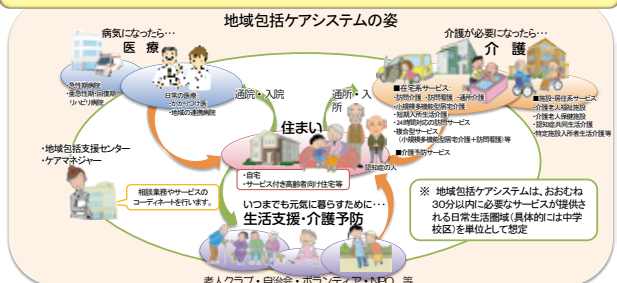 地域包括ケアシステムの姿
病気になったら･･･
医 療
介護が必要になったら･･･
介 護
･急性期病院
･亜急性期･回復期
リハビリ病院
日常の医療:
･かかりつけ医
･地域の連携病院
通院･入院
通所･入
所
■在宅系サービス:
･訪問介護 ･訪問看護 ･通所介護
･小規模多機能型居宅介護
･短期入所生活介護
･24時間対応の訪問サービス
･複合型サービス
(小規模多機能型居宅介護+訪問看護)等
■介護予防サービス
■施設･居住系サービス
･介護老人福祉施設
･介護老人保健施設
･認知症共同生活介護
･特定施設入所者生活介護等
住まい
･自宅
･サービス付き高齢者向け住宅等
認知症の人
･地域包括支援センター
･ケアマネジャー
相談業務やサービスの
コーディネートを行います。
いつまでも元気に暮らすために･･･
生活支援･介護予防
※ 地域包括ケアシステムは、おおむね
30分以内に必要なサービスが提供さ
れる日常生活圏域(具体的には中学
校区)を単位として想定
老人クラブ･自治会･ボランティア･NPO 等